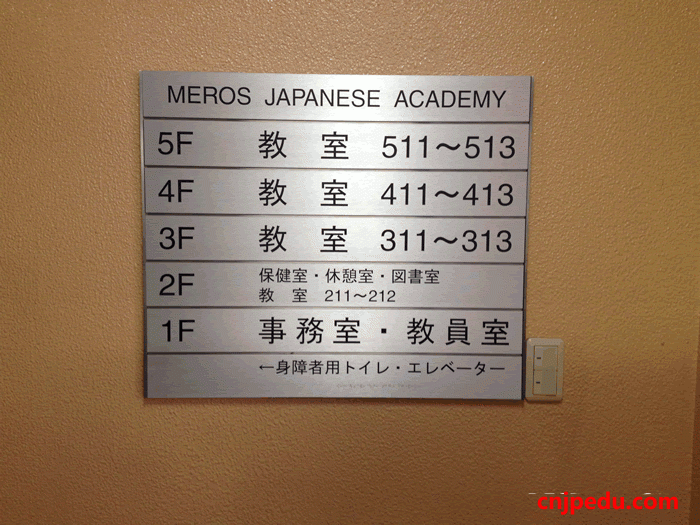 MEROS JAPANESE ACADEMY
5F 教 室 511～513
4F 教 室 411～413
3F 教 室 311～313
2F 保健室・休憩室・図書室
教 室 211～212
1F 事務室・教員室
←身障者用トイレ・エレベーター
cnjpedu.com